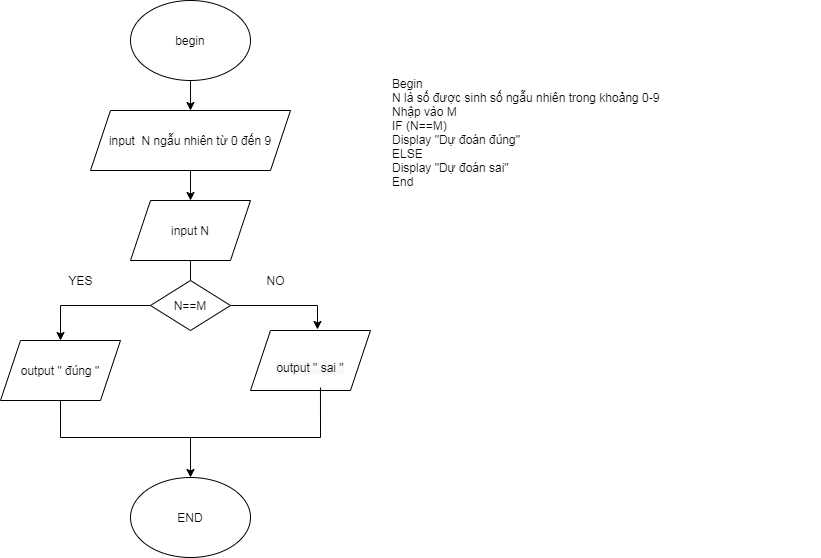 begin
input N ngẫu nhiên từ 0 đến 9
input N
YES
NO
N==M
output " đúng "
output " sai "
END
Begin
N là số được sinh số ngẫu nhiên trong khoảng 0-9
Nhập vào M
IF (N==M)
Display "Dự đoán đúng"
ELSE
Display "Dự đoán sai"
End